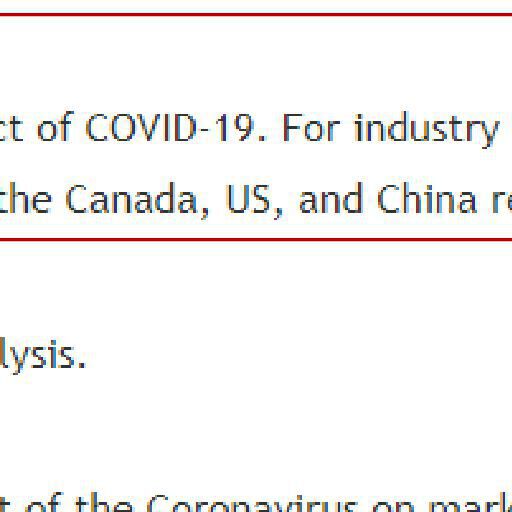 ct of COVID-19. For industry
the Canada, US, and China re
lysis.
t of the Coronavirus on mark